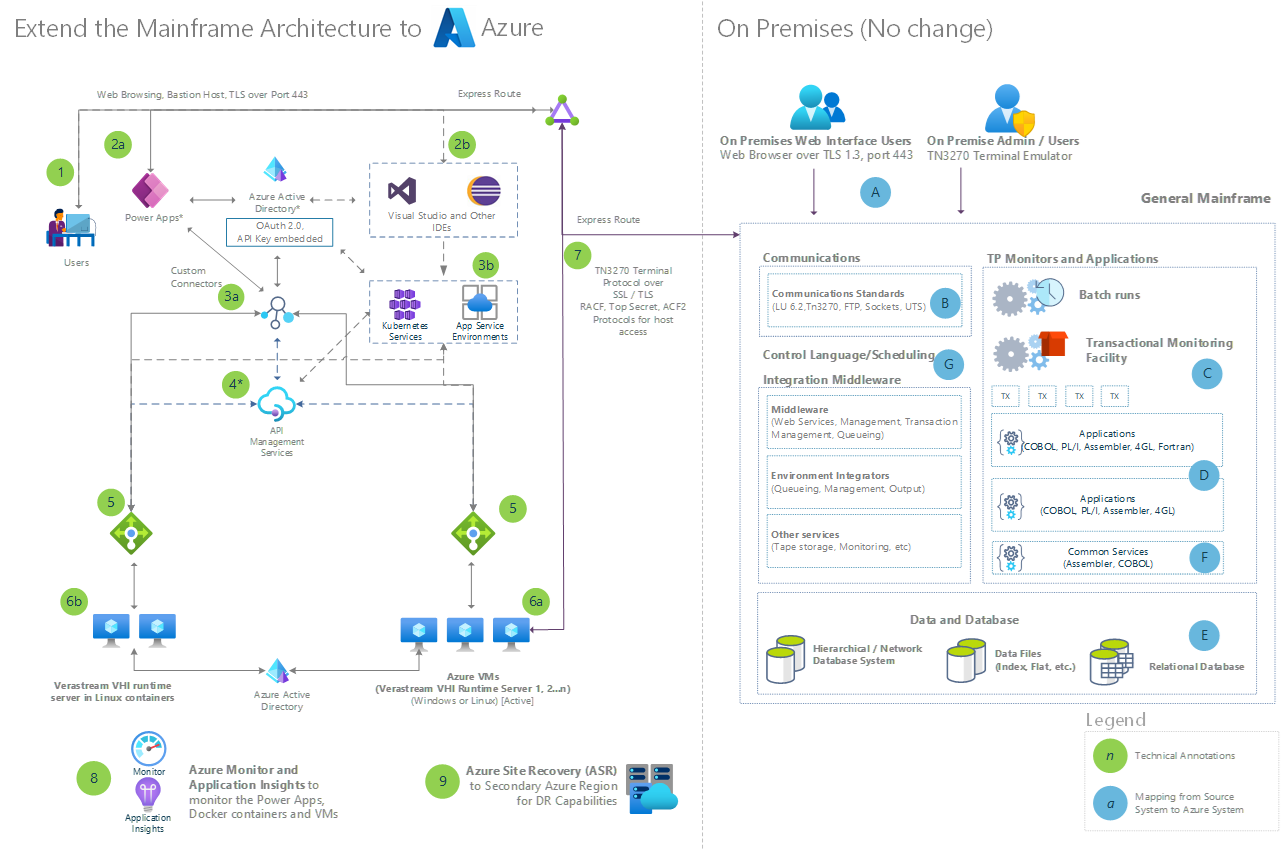 Extend the Mainframe Architecture to
Azure
On Premises (No change)
Web Browsing, Bastion Host, TLS over Port 443
Express Route
2a
2b
1
Azure Active
Directory*
OAuth 2.0,
API Key embedded
Power Apps*
Visual Studio and Other
IDEs
Users
Custom
Connectors
3a
3b
Kubernetes
Services
App Service
Environments
4*
API
Management
Services
5
5
6b
6a
Verastream VHI runtime
server in Linux containers
Azure Active
Directory
Azure VMs
(Verastream VHI Runtime Server 1, 2...n)
(Windows or Linux) [Active]
Express Route
7
TN3270 Terminal
Protocol over
SSL / TLS
RACF, Top Secret, ACF2
Protocols for host
access
8
Monitor
Application
Insights
Azure Monitor and
Application Insights to
monitor the Power Apps,
Docker containers and VMs
9
Azure Site Recovery (ASR)
to Secondary Azure Region
for DR Capabilities
On Premises Web Interface Users
Web Browser over TLS 1.3, port 443
On Premise Admin / Users
TN3270 Terminal Emulator
A
General Mainframe
Communications
Communications Standards
(LU 6.2,Tn3270, FTP, Sockets, UTS)
B
Control Language/Scheduling
G
Integration Middleware
Middleware
(Web Services, Management, Transaction
Management, Queueing)
Environment Integrators
(Queueing, Management, Output)
Other services
(Tape storage, Monitoring, etc)
TP Monitors and Applications
Batch runs
Transactional Monitoring
Facility
C
TX
TX
TX
TX
Applications
(COBOL, PL/I, Assembler, 4GL, Fortran)
D
Applications
(COBOL, PL/I, Assembler, 4GL)
Common Services
(Assembler, COBOL)
F
Data and Database
E
Hierarchical / Network
Database System
Data Files
(Index, Flat, etc.)
Relational Database
Legend
n
Technical Annotations
a
Mapping from Source
System to Azure System